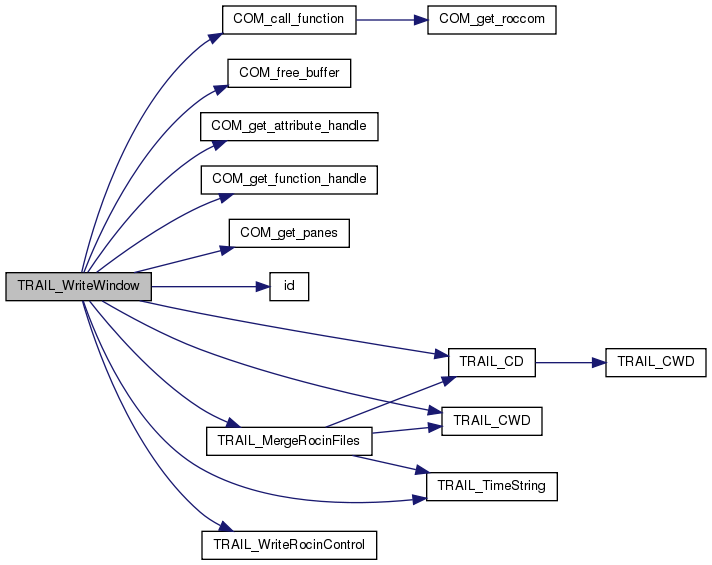 COM_call_function
COM_get_roccom
COM_free_buffer
COM_get_attribute_handle
COM_get_function_handle
COM_get_panes
TRAIL_WriteWindow
id
TRAIL_CD
TRAIL_CWD
TRAIL_CWD
TRAIL_MergeRocinFiles
TRAIL_TimeString
TRAIL_WriteRocinControl